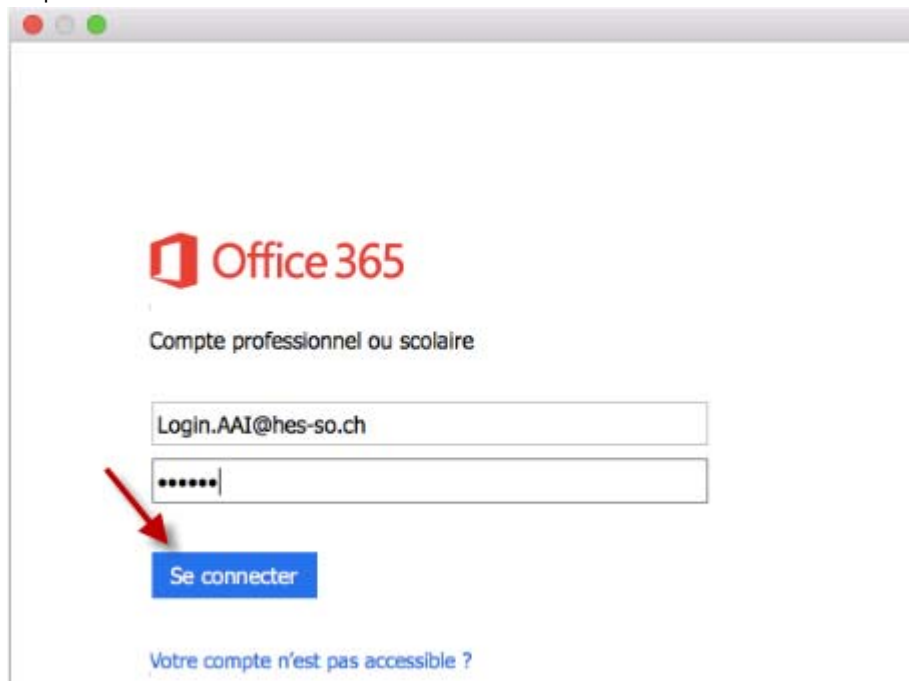 Office 365
Compte professionnel ou scolaire
Login.AAI@hes-so.ch
••••••
Se connecter
Votre compte n'est pas accessible ?